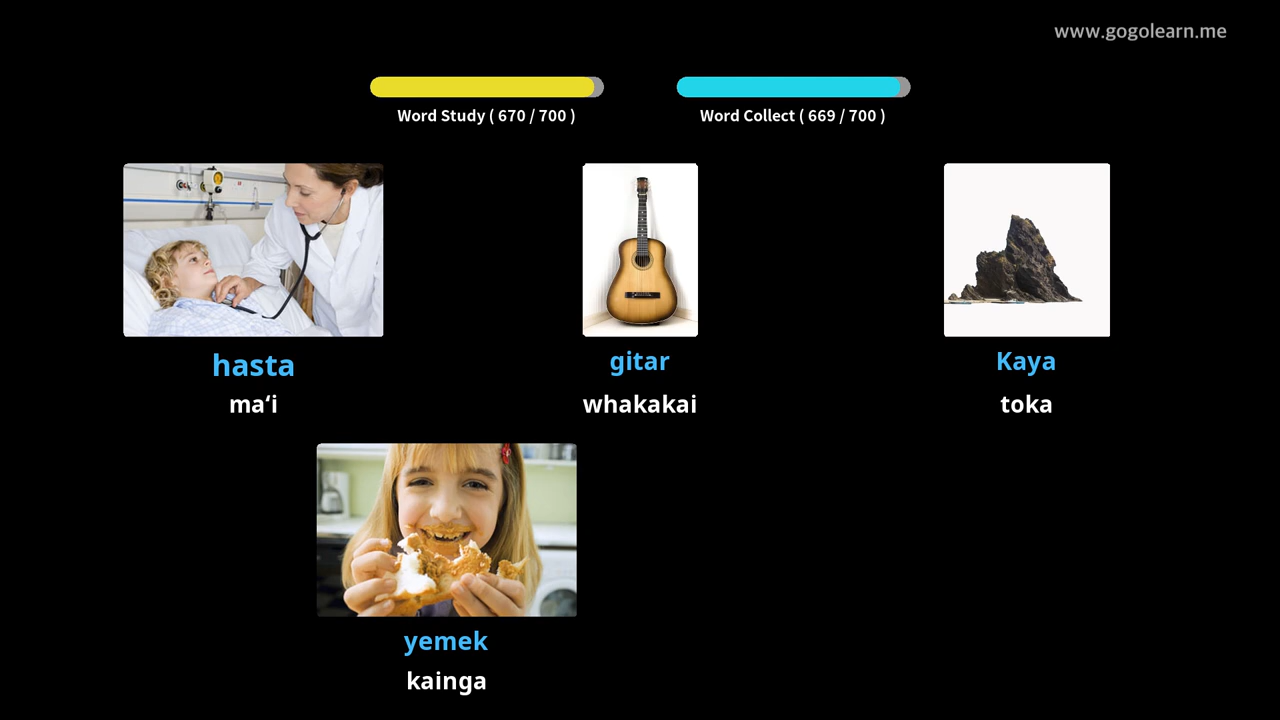 www.gogolearn.me
Word Study ( 670 / 700 )
Word Collect ( 669 / 700 )
hasta
maʻi
gitar
whakakai
Kaya
toka
yemek
kainga